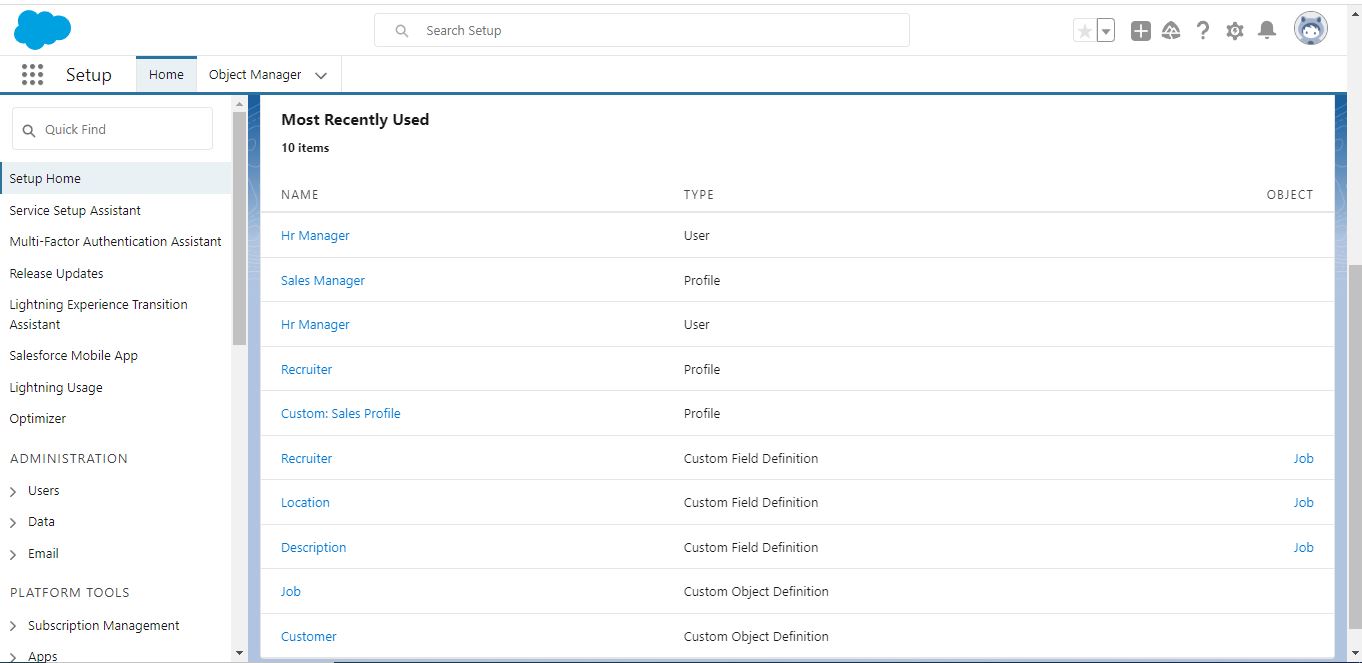 Search Setup
Setup
Home
Object Manager
Quick Find
Setup Home
Service Setup Assistant
Multi-Factor Authentication Assistant
Release Updates
Lightning Experience Transition
Assistant
Salesforce Mobile App
Lightning Usage
Optimizer
ADMINISTRATION
Users
Data
Email
PLATFORM TOOLS
Subscription Management
Apps
Most Recently Used
10 items
NAME TYPE OBJECT
Hr Manager User
Sales Manager Profile
Hr Manager User
Recruiter Profile
Custom: Sales Profile Profile
Recruiter Custom Field Definition Job
Location Custom Field Definition Job
Description Custom Field Definition Job
Job Custom Object Definition
Customer Custom Object Definition